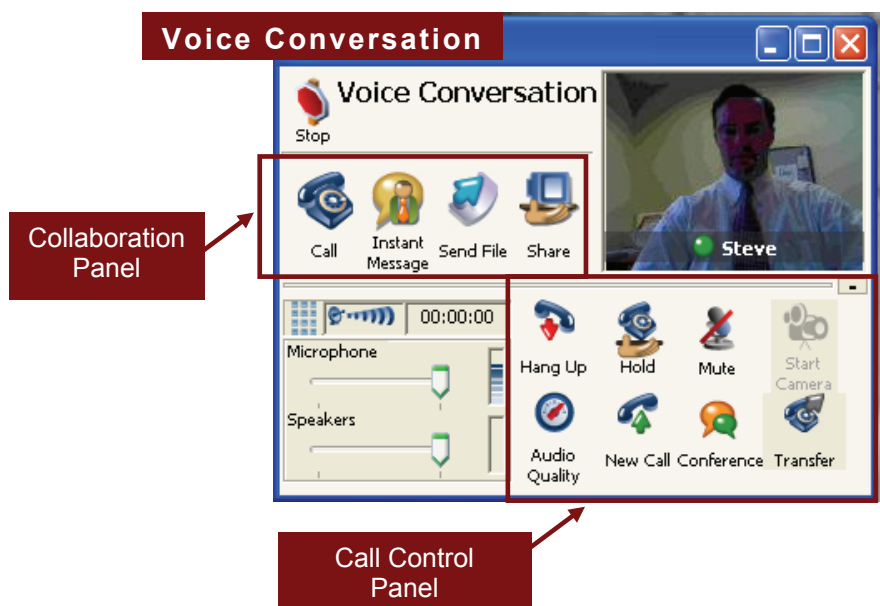 Voice Conversation
Voice Conversation
Stop
Call
Instant
Message
Send File
Share
Steve
Collaboration
Panel
00:00:00
Microphone
Speakers
Hang Up
Hold
Mute
Start
Camera
Audio
Quality
New Call
Conference
Transfer
Call Control
Panel